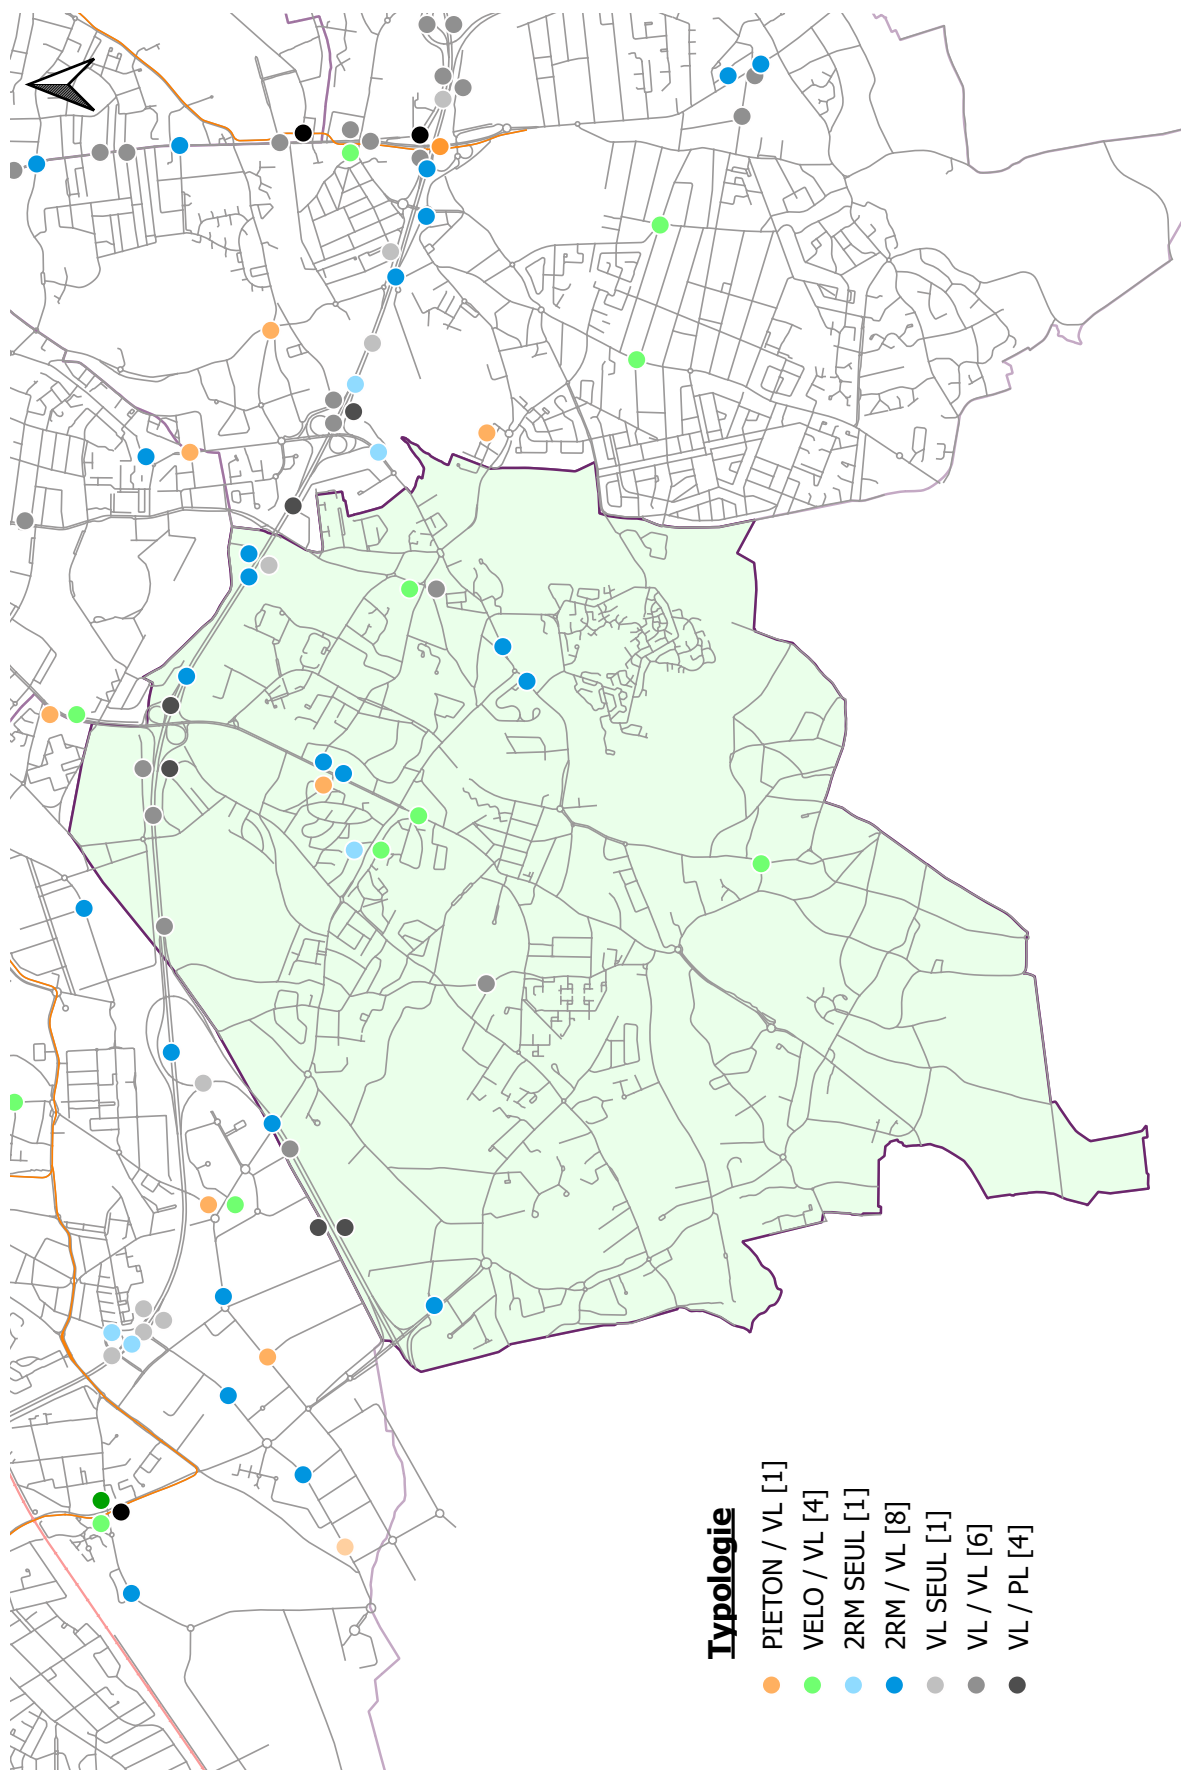 Typologie
PIETON / VL [1]
VELO / VL [4]
2RM SEUL [1]
2RM / VL [8]
VL SEUL [1]
VL / VL [6]
VL / PL [4]